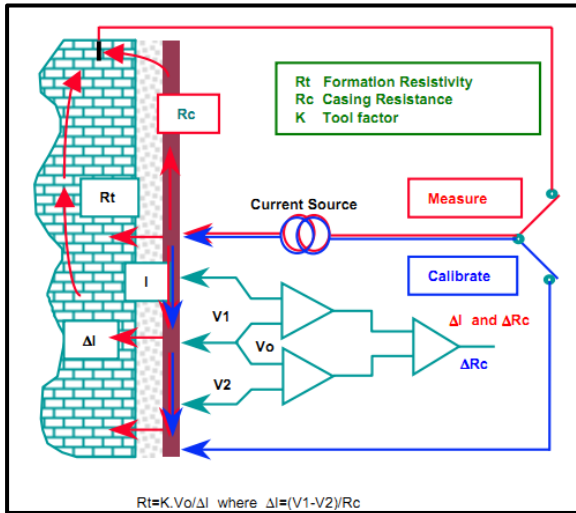 Rt Formation Resistivity
Rc Casing Resistance
K Tool factor
Rc
Rt
Current Source
Measure
I
Calibrate
V1
Vo
ΔI and ΔRc
ΔI
ΔRc
V2
Rt=K.Vo/ΔI where ΔI=(V1-V2)/Rc